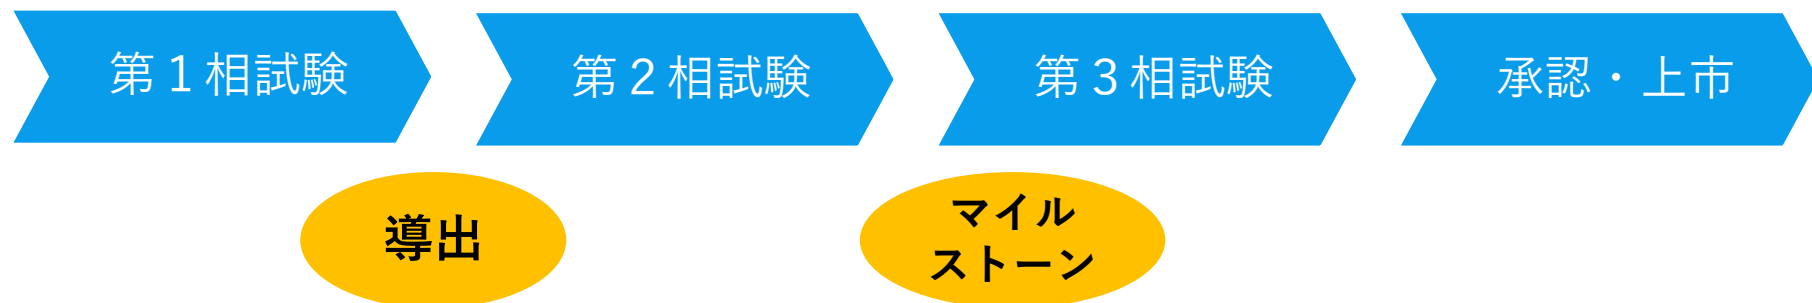 第1相試験
第2相試験
第3相試験
承認・上市
導出
マイル
ストーン